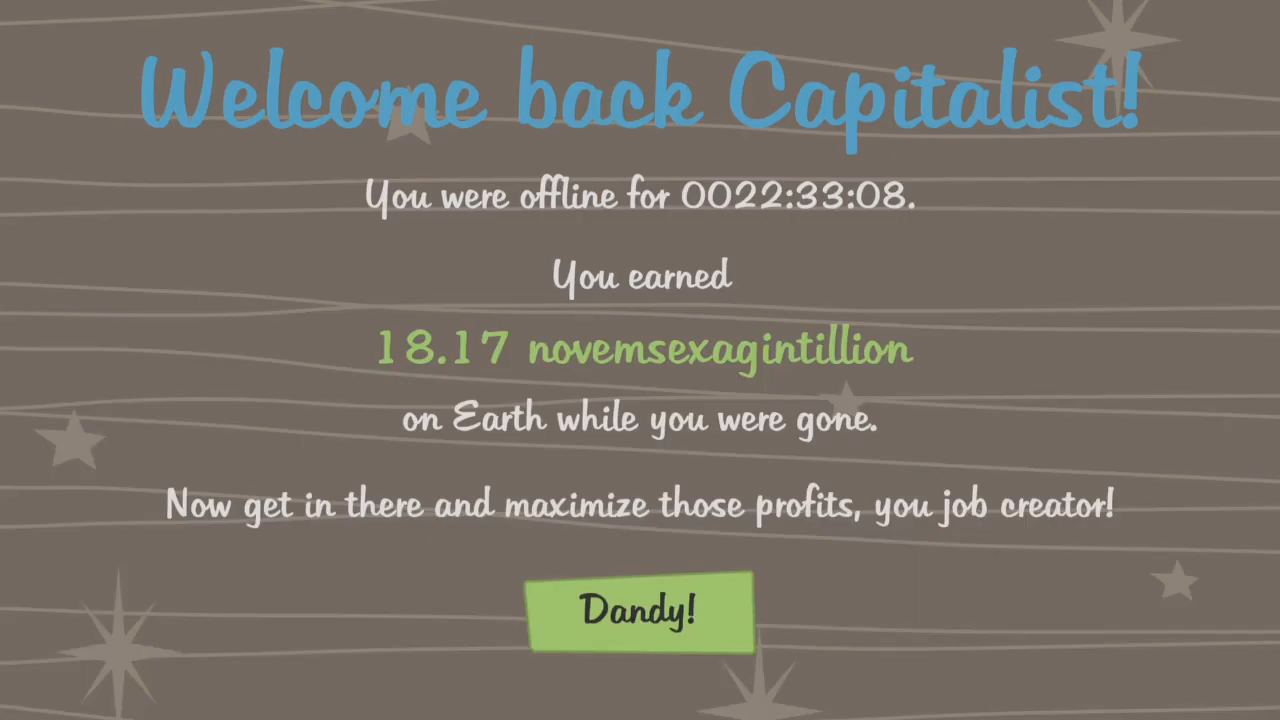 Welcome back Capitalist!
You were offline for 0022:33:08.
You earned
18.17 novemsexagintillion
on Earth while you were gone.
Now get in there and maximize those profits, you job creator!
Dandy!